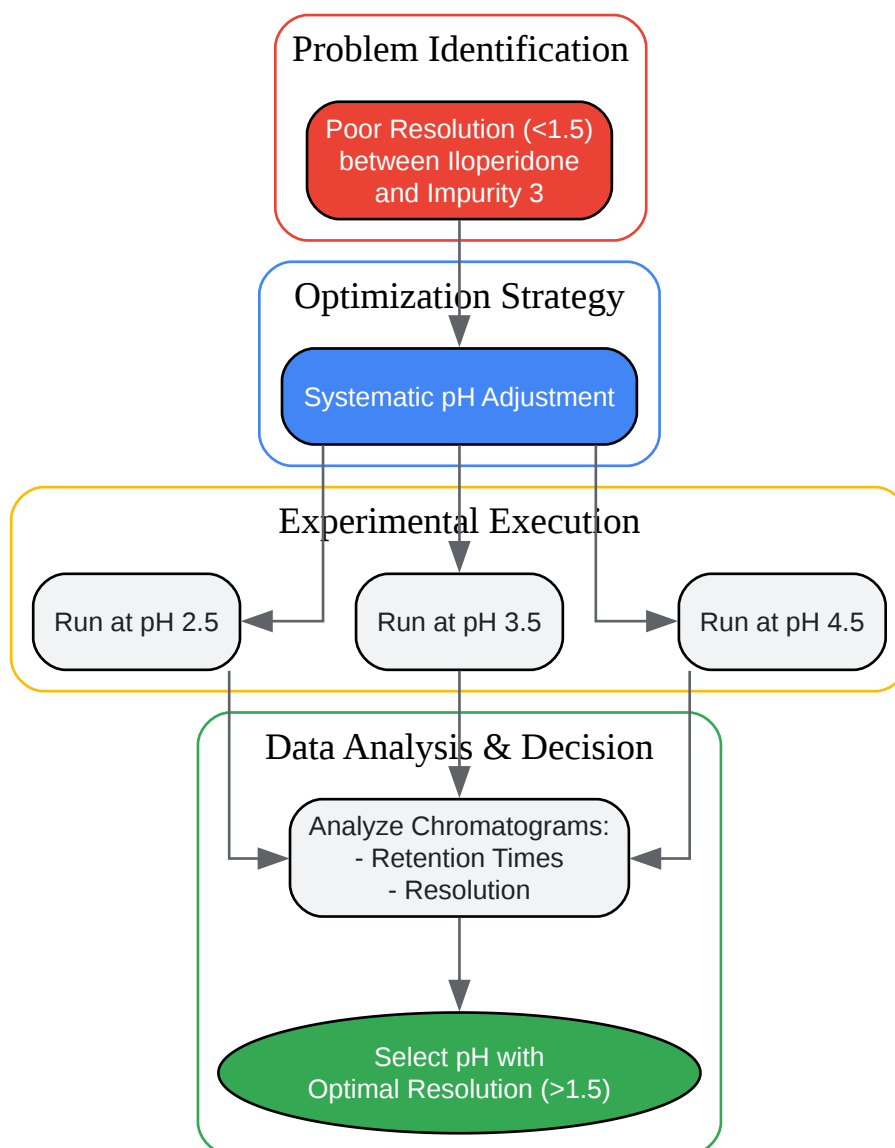 Problem Identification
Poor Resolution (<1.5)
between Iloperidone
and Impurity 3
Optimization Strategy
Systematic pH Adjustment
Experimental Execution
Run at pH 2.5
Run at pH 3.5
Run at pH 4.5
Data Analysis & Decision
Analyze Chromatograms:
- Retention Times
- Resolution
Select pH with
Optimal Resolution (>1.5)